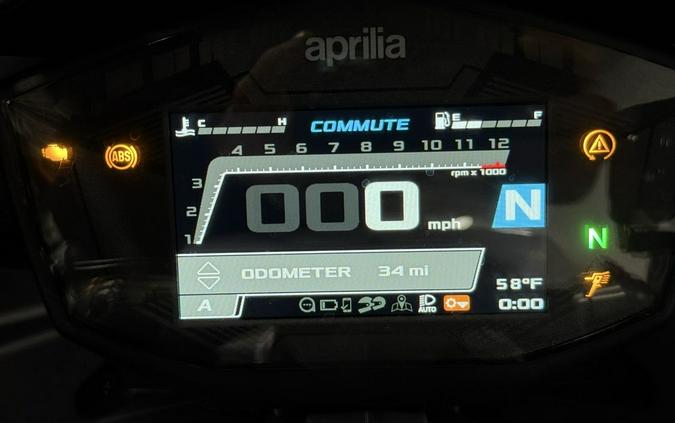 aprilia
C H COMMUTE E F
4 5 6 7 8 9 10 11 12
rpm x 1000
3
2
1
000 mph N
ABS
N
ODOMETER 34 mi
58°F
A AUTO 0:00